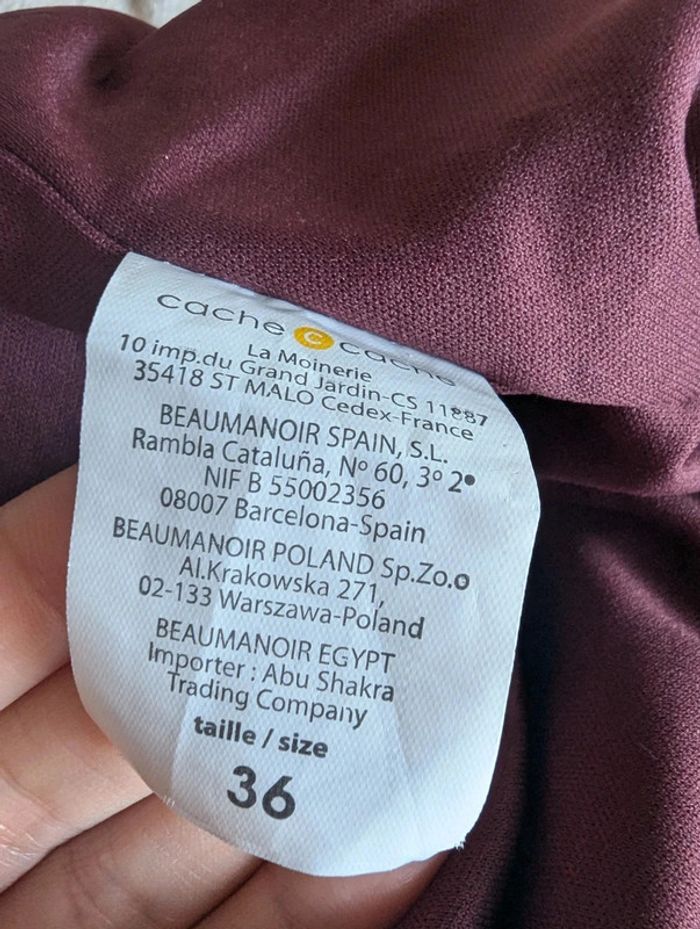 cache c cache
La Moinerie
10 imp.du Grand Jardin-CS 11887
35418 ST MALO Cedex-France
BEAUMANOIR SPAIN, S.L.
Rambla Cataluña, Nº 60, 3º 2º
NIF B 55002356
08007 Barcelona-Spain
BEAUMANOIR POLAND Sp.Zo.o
Al.Krakowska 271,
02-133 Warszawa-Poland
BEAUMANOIR EGYPT
Importer : Abu Shakra
Trading Company
taille / size
36